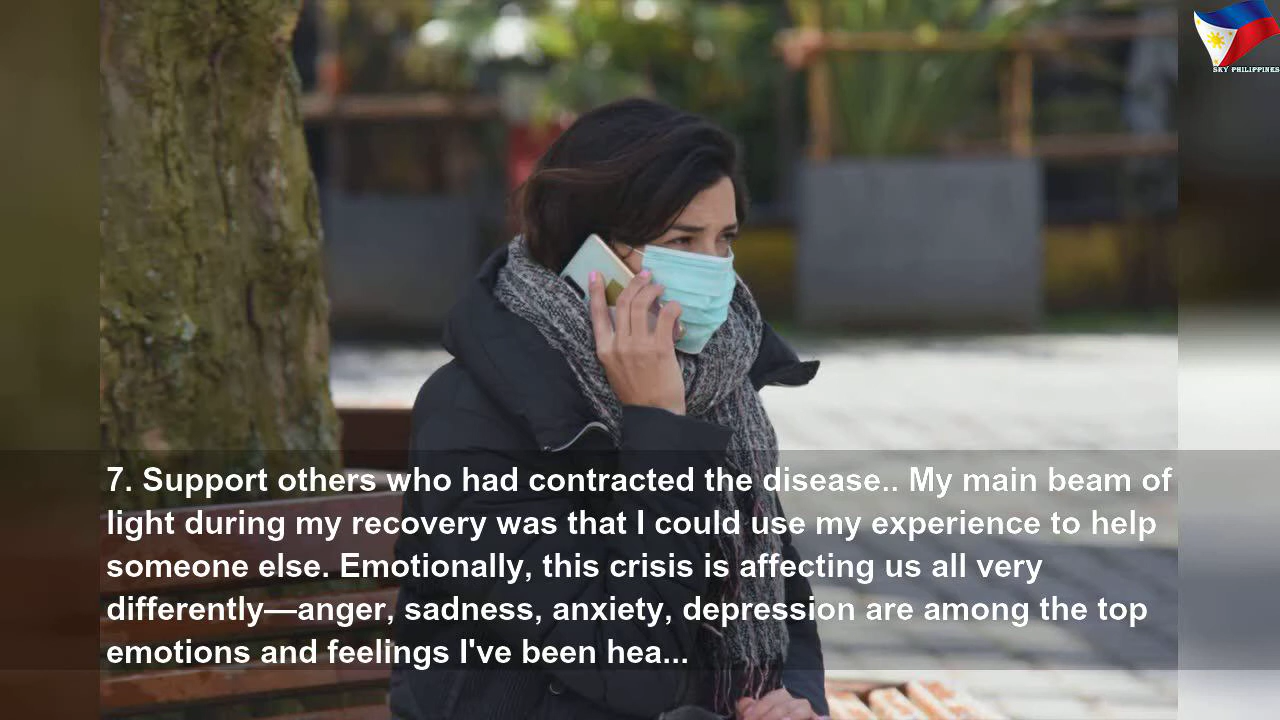 SKY PHILIPPINES
7. Support others who had contracted the disease.. My main beam of
light during my recovery was that I could use my experience to help
someone else. Emotionally, this crisis is affecting us all very
differently—anger, sadness, anxiety, depression are among the top
emotions and feelings I've been hea...